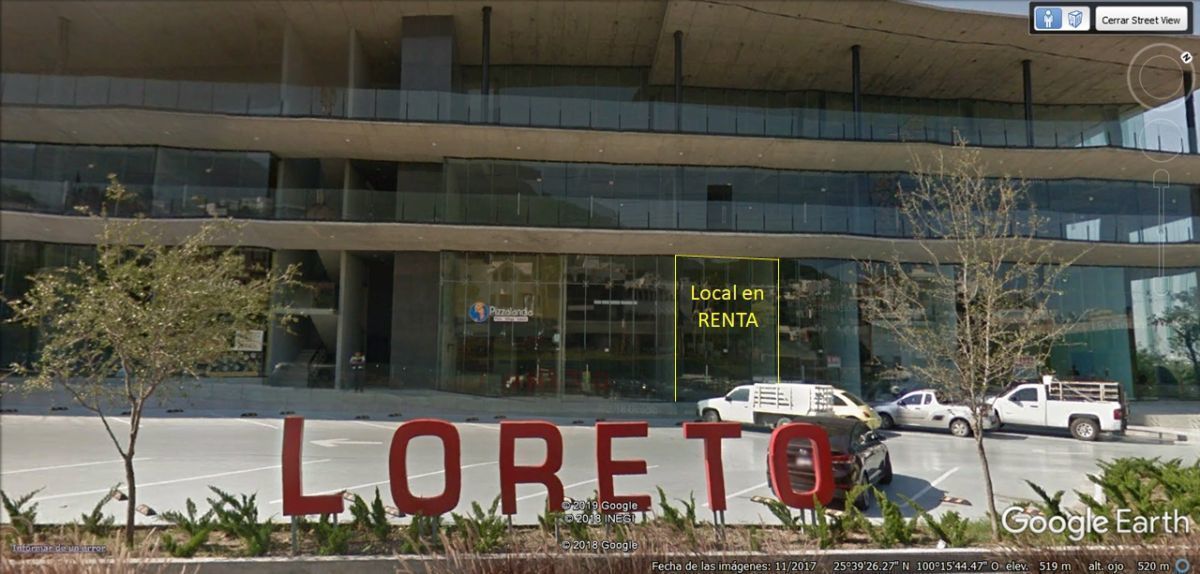 Cerrar Street View
N
Local en
RENTA
Pizzalandia
LORETO
© 2019 Google
© 2018 INEGI
© 2018 Google
Google Earth
Informar de un error
Fecha de las imágenes: 11/2017 25°39'26.27" N 100°15'44.47" O elev. 519 m alt. ojo 520 m